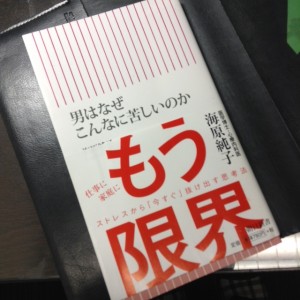 男はなぜ
こんなに苦しいのか
海原純子
仕事に
家庭に
もう
限界
ストレスから「今すぐ」抜け出す思考法